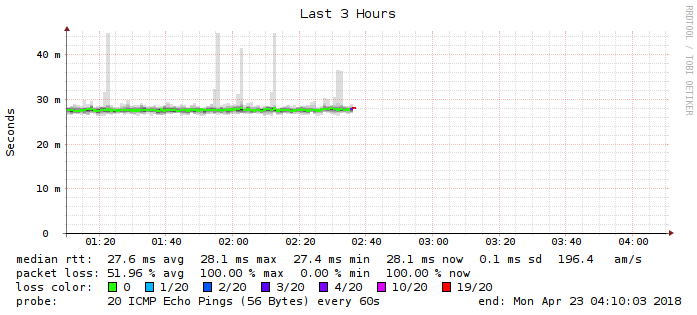 Last 3 Hours
RRDTOOL / TOBI OETIKER
Seconds
40 m
30 m
20 m
10 m
0
01:20 01:40 02:00 02:20 02:40 03:00 03:20 03:40 04:00
median rtt: 27.6 ms avg 28.1 ms max 27.4 ms min 28.1 ms now 0.1 ms sd 196.4 am/s
packet loss: 51.96 % avg 100.00 % max 0.00 % min 100.00 % now
loss color: 0 1/20 2/20 3/20 4/20 10/20 19/20
probe: 20 ICMP Echo Pings (56 Bytes) every 60s end: Mon Apr 23 04:10:03 2018